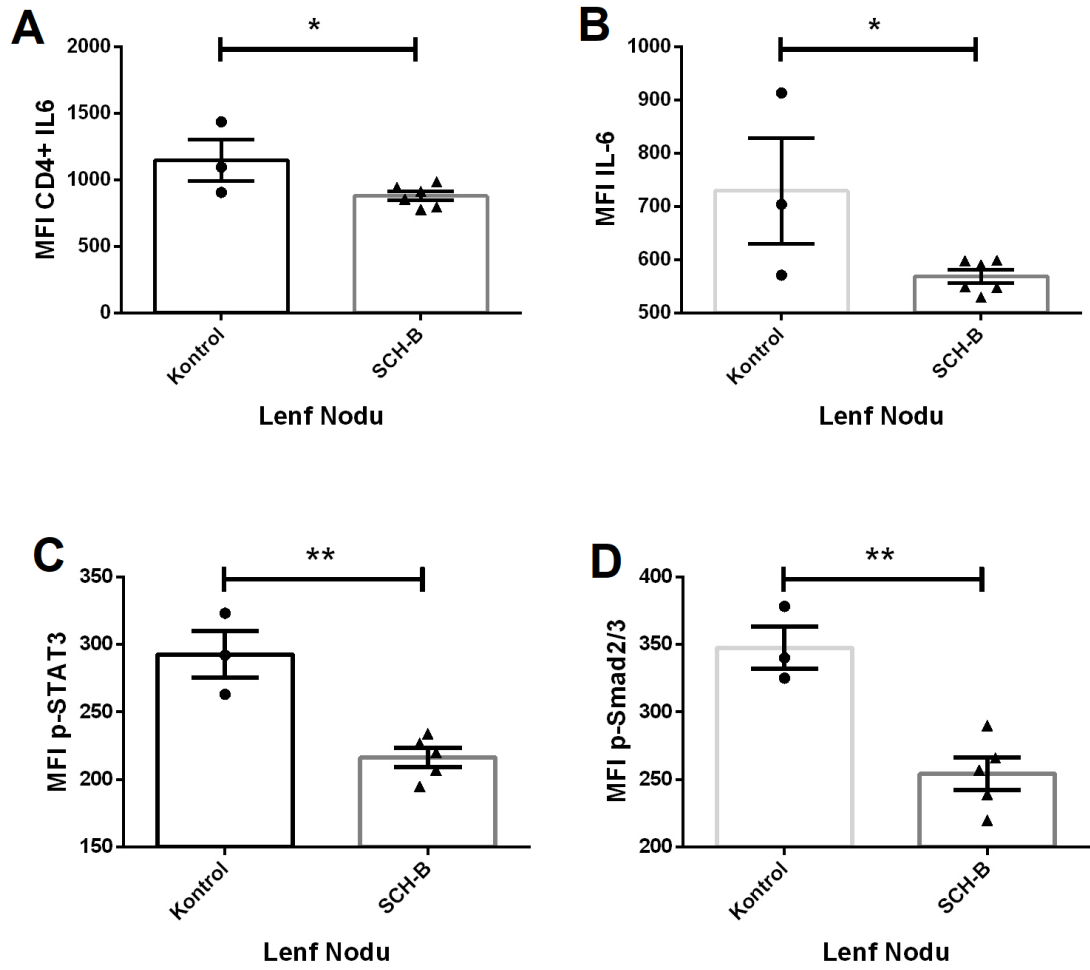 A
*
2000
1500
1000
500
0
MFI CD4+ IL6
Kontrol
SCH-B
Lenf Nodu
B
*
1000
900
800
700
600
500
MFI IL-6
Kontrol
SCH-B
Lenf Nodu
C
**
350
300
250
200
150
MFI p-STAT3
Kontrol
SCH-B
Lenf Nodu
D
**
400
350
300
250
200
MFI p-Smad2/3
Kontrol
SCH-B
Lenf Nodu